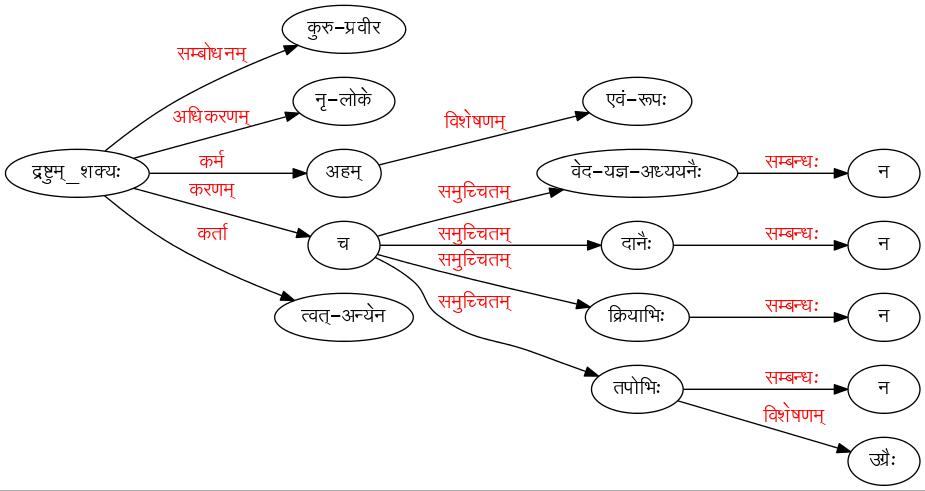 कुरु-प्रवीर
सम्बोधनम्
नृ-लोके
एवं-रूपः
अधिकरणम्
विशेषणम्
कर्म
द्रष्टुम्_शक्यः
अहम्
वेद-यज्ञ-अध्ययनैः
सम्बन्धः
न
करणम्
समुच्चितम्
कर्ता
च
समुच्चितम्
दानैः
सम्बन्धः
न
समुच्चितम्
समुच्चितम्
त्वत्-अन्येन
क्रियाभिः
सम्बन्धः
न
तपोभिः
सम्बन्धः
न
विशेषणम्
उग्रैः